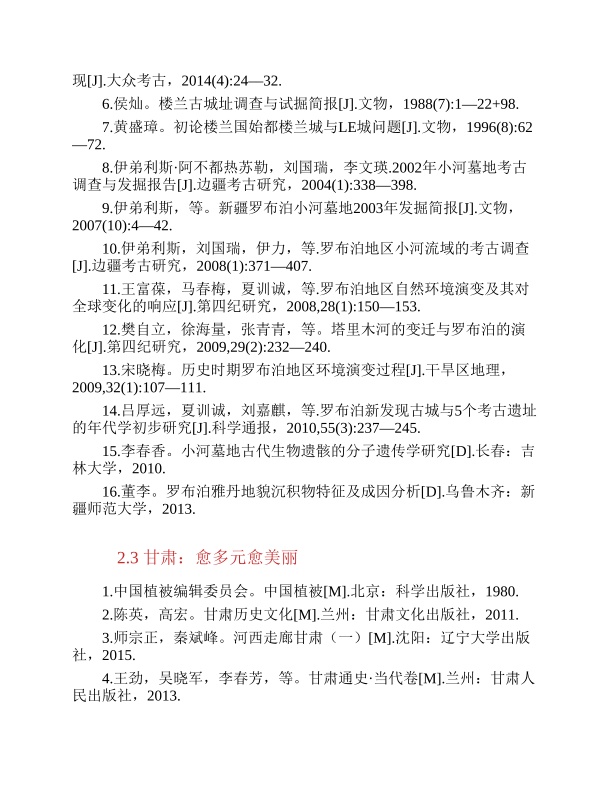 现[J].大众考古，2014(4):24—32.
6.侯灿。楼兰古城址调查与试掘简报[J].文物，1988(7):1—22+98.
7.黄盛璋。初论楼兰国始都楼兰城与LE城问题[J].文物，1996(8):62
—72.
8.伊弟利斯·阿不都热苏勒，刘国瑞，李文瑛.2002年小河墓地考古
调查与发掘报告[J].边疆考古研究，2004(1):338—398.
9.伊弟利斯，等。新疆罗布泊小河墓地2003年发掘简报[J].文物，
2007(10):4—42.
10.伊弟利斯，刘国瑞，伊力，等.罗布泊地区小河流域的考古调查
[J].边疆考古研究，2008(1):371—407.
11.王富葆，马春梅，夏训诚，等.罗布泊地区自然环境演变及其对
全球变化的响应[J].第四纪研究，2008,28(1):150—153.
12.樊自立，徐海量，张青青，等。塔里木河的变迁与罗布泊的演
化[J].第四纪研究，2009,29(2):232—240.
13.宋晓梅。历史时期罗布泊地区环境演变过程[J].干旱区地理，
2009,32(1):107—111.
14.吕厚远，夏训诚，刘嘉麒，等.罗布泊新发现古城与5个考古遗址
的年代学初步研究[J].科学通报，2010,55(3):237—245.
15.李春香。小河墓地古代生物遗骸的分子遗传学研究[D].长春：吉
林大学，2010.
16.董李。罗布泊雅丹地貌沉积物特征及成因分析[D].乌鲁木齐：新
疆师范大学，2013.
2.3 甘肃：愈多元愈美丽
1.中国植被编辑委员会。中国植被[M].北京：科学出版社，1980.
2.陈英，高宏。甘肃历史文化[M].兰州：甘肃文化出版社，2011.
3.师宗正，秦斌峰。河西走廊甘肃（一）[M].沈阳：辽宁大学出版
社，2015.
4.王劲，吴晓军，李春芳，等。甘肃通史·当代卷[M].兰州：甘肃人
民出版社，2013.